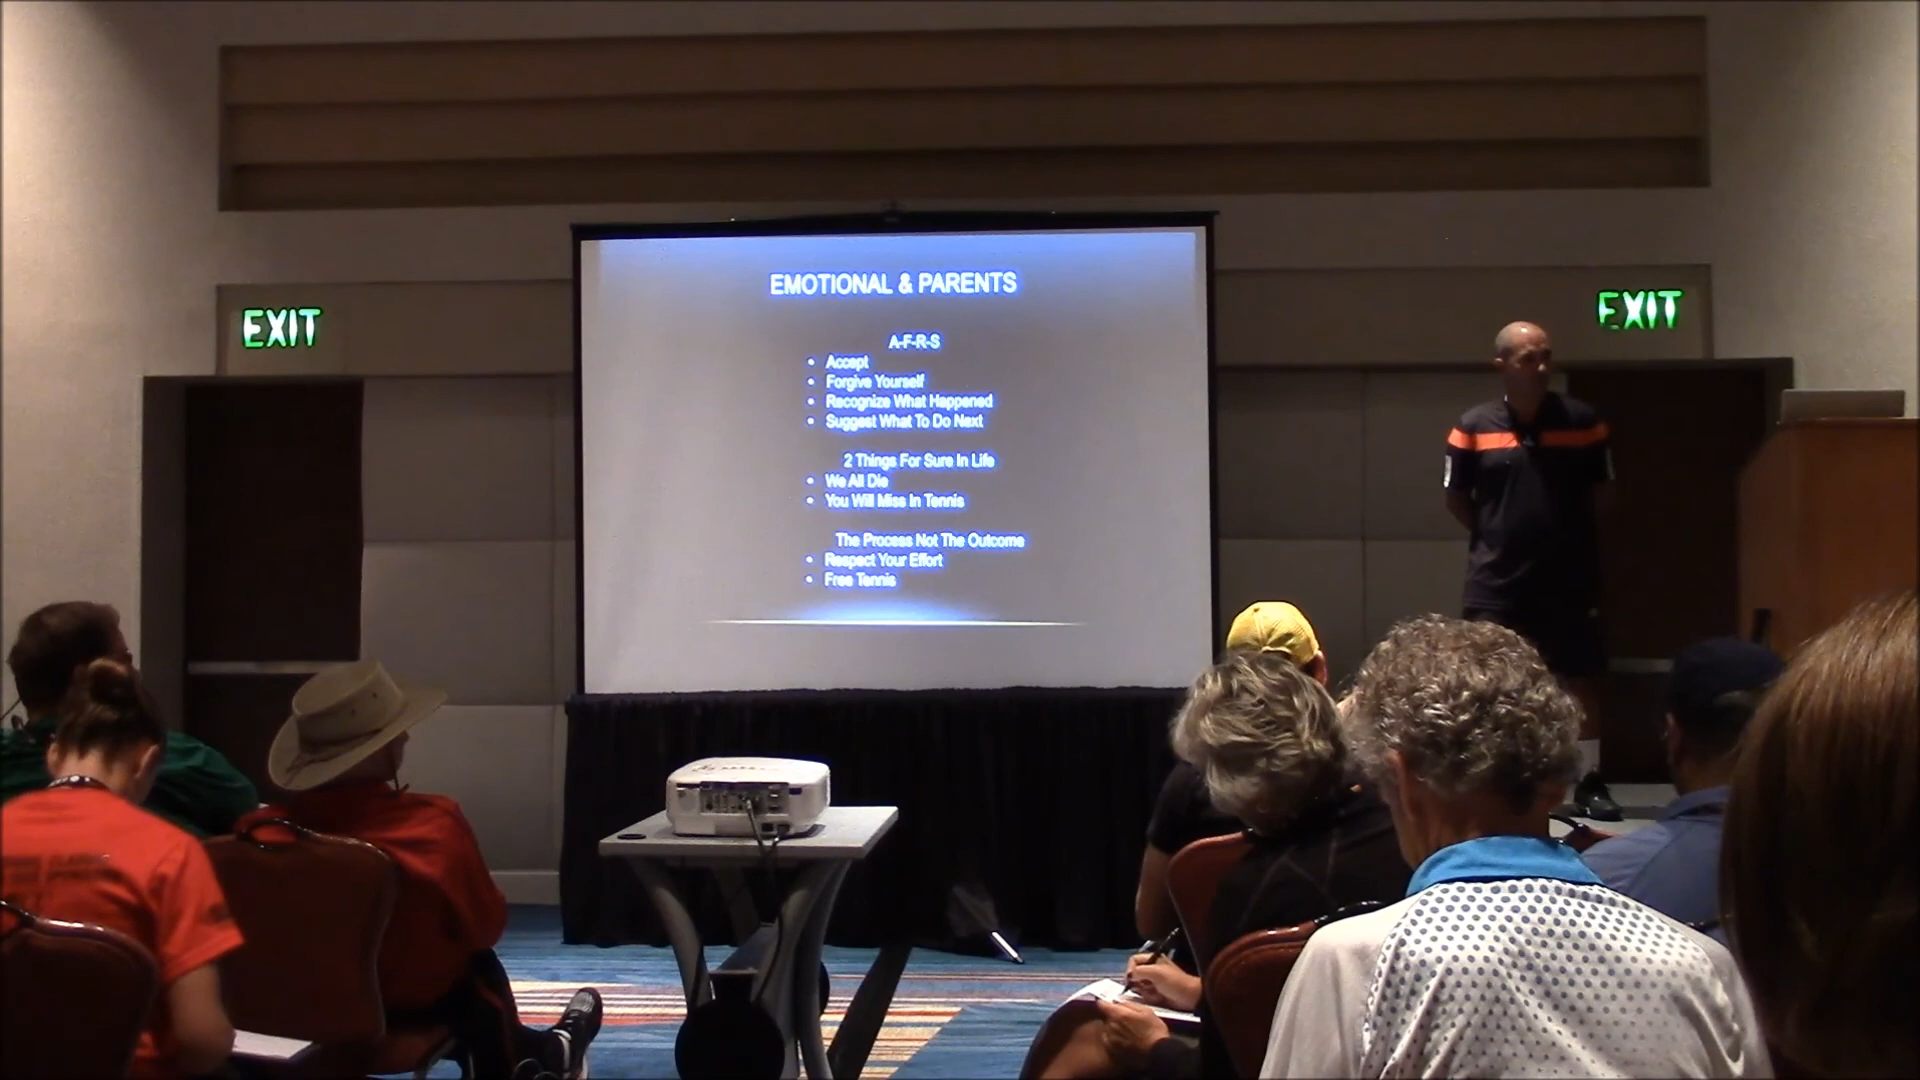 EMOTIONAL & PARENTS
EXIT
EXIT
A-F-R-S
• Accept
• Forgive Yourself
• Recognize What Happened
• Suggest What To Do Next
2 Things For Sure In Life
• We All Die
• You Will Miss In Tennis
The Process Not The Outcome
• Respect Your Effort
• Free Tennis